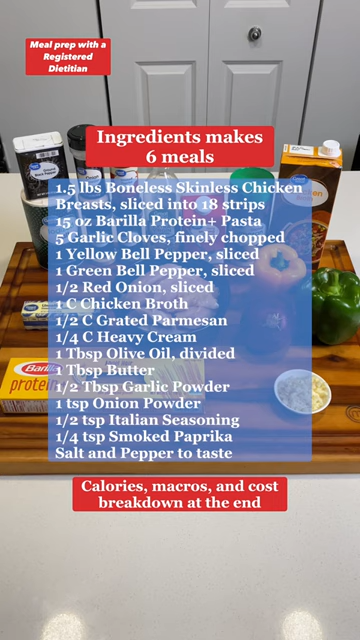 Meal prep with a
Registered
Dietitian
Ingredients makes
6 meals
1.5 lbs Boneless Skinless Chicken
Breasts, sliced into 18 strips
15 oz Barilla Protein+ Pasta
5 Garlic Cloves, finely chopped
1 Yellow Bell Pepper, sliced
1 Green Bell Pepper, sliced
1/2 Red Onion, sliced
1 C Chicken Broth
1/2 C Grated Parmesan
1/4 C Heavy Cream
1 Tbsp Olive Oil, divided
1 Tbsp Butter
1/2 Tbsp Garlic Powder
1 tsp Onion Powder
1/2 tsp Italian Seasoning
1/4 tsp Smoked Paprika
Salt and Pepper to taste
Barilla
protein
Calories, macros, and cost
breakdown at the end